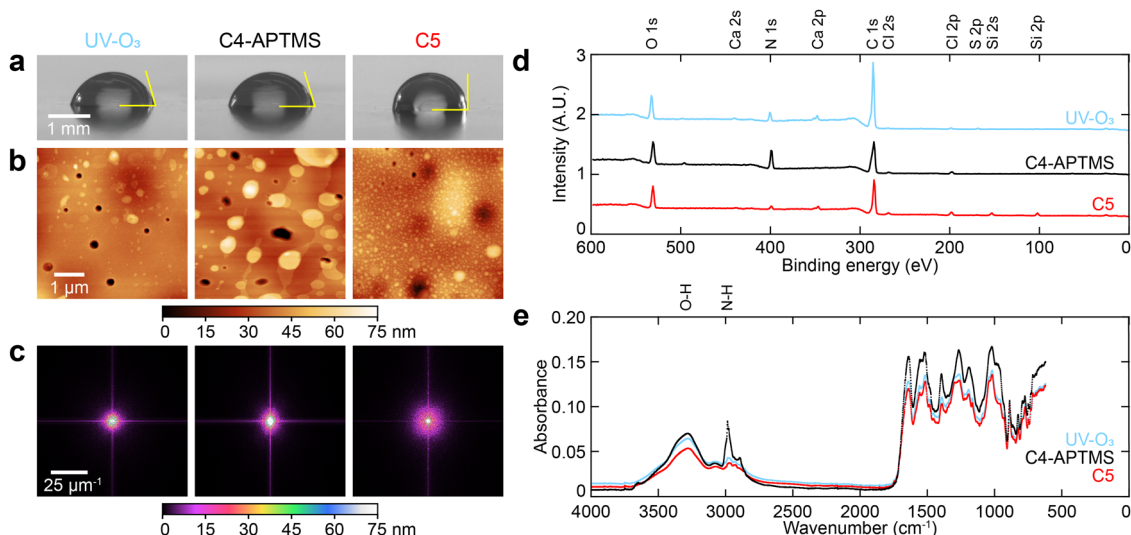 UV-O₃
C4-APTMS
C5
a
1 mm
b
1 μm
0 15 30 45 60 75 nm
c
25 μm⁻¹
0 15 30 45 60 75 nm
d
O 1s
Ca 2s
N 1s
Ca 2p
C 1s
Cl 2s
Cl 2p
S 2p
Si 2s
Si 2p
Intensity (A.U.)
3
2
1
0
UV-O₃
C4-APTMS
C5
600 500 400 300 200 100 0
Binding energy (eV)
e
O-H
N-H
Absorbance
0.20
0.15
0.10
0.05
0
UV-O₃
C4-APTMS
C5
4000 3500 3000 2500 2000 1500 1000 500
Wavenumber (cm⁻¹)